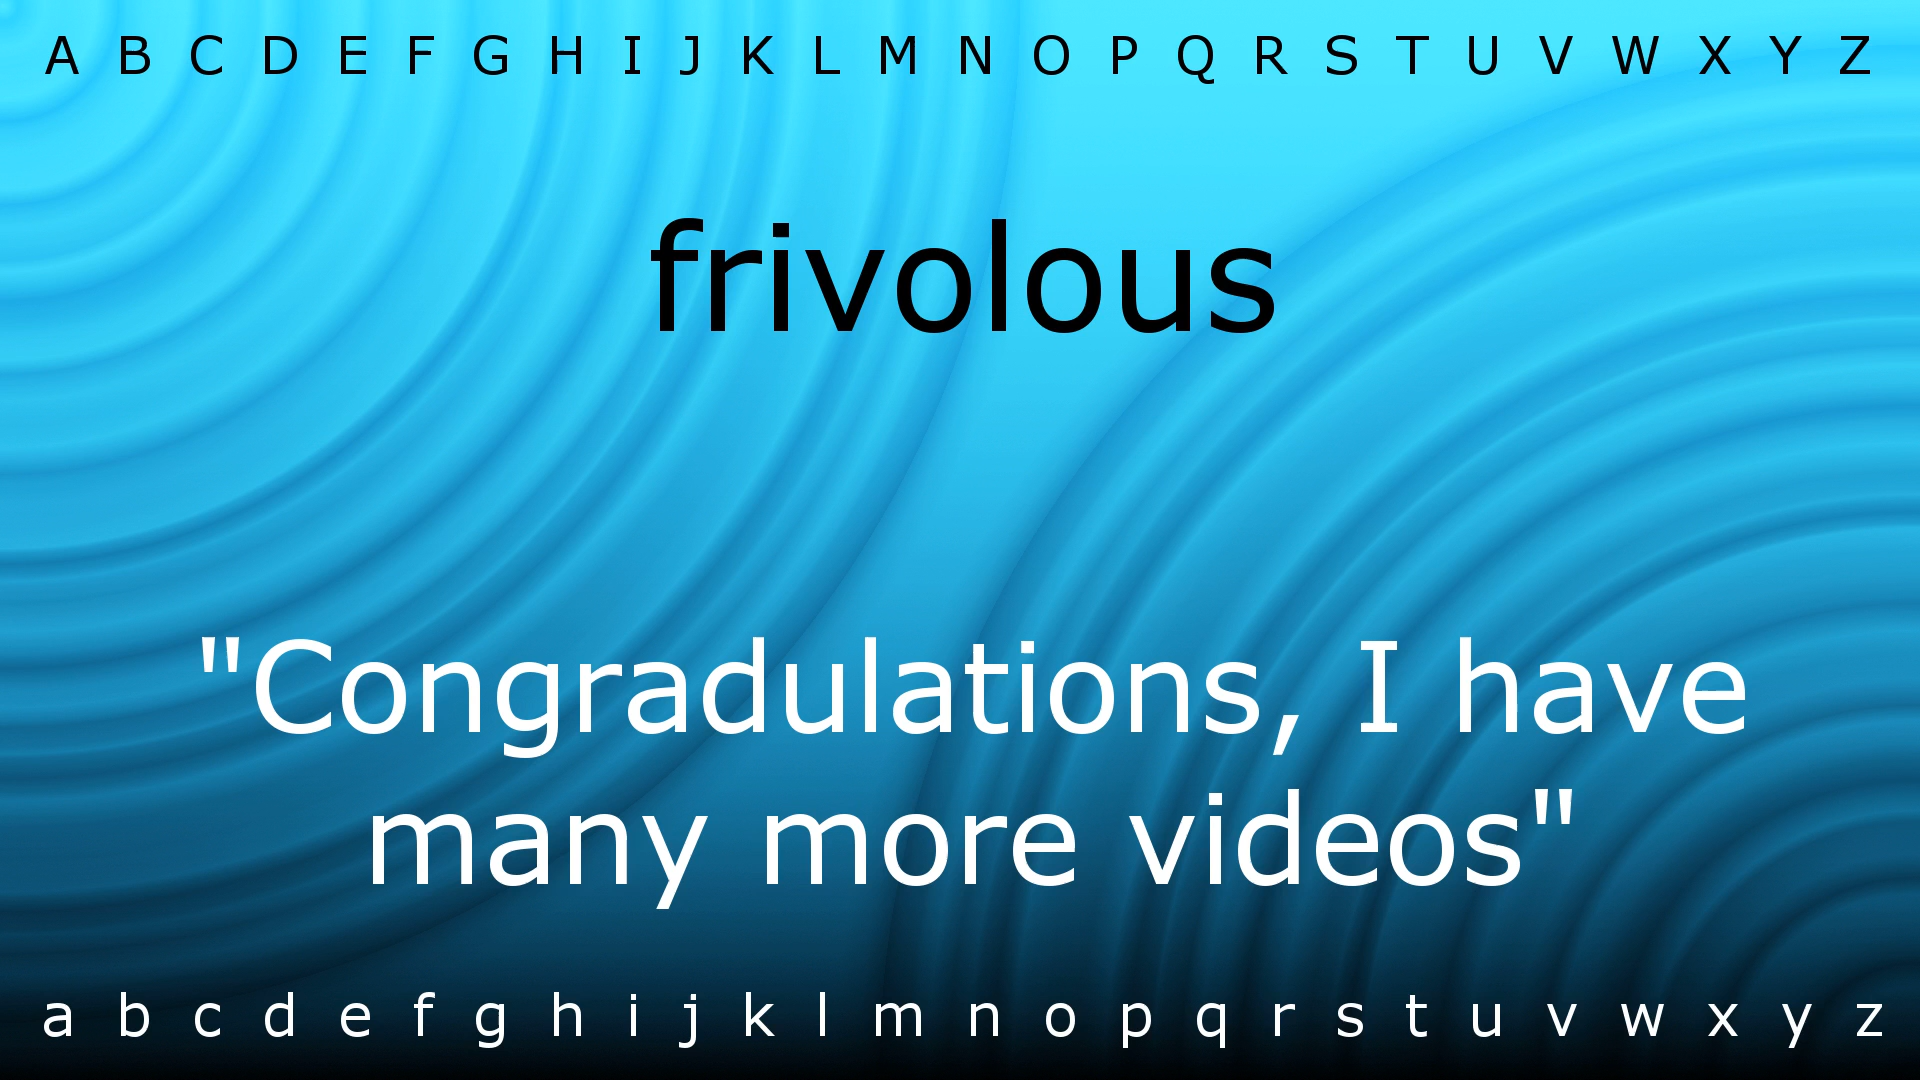 A B C D E F G H I J K L M N O P Q R S T U V W X Y Z
frivolous
"Congradulations, I have
many more videos"
a b c d e f g h i j k l m n o p q r s t u v w x y z